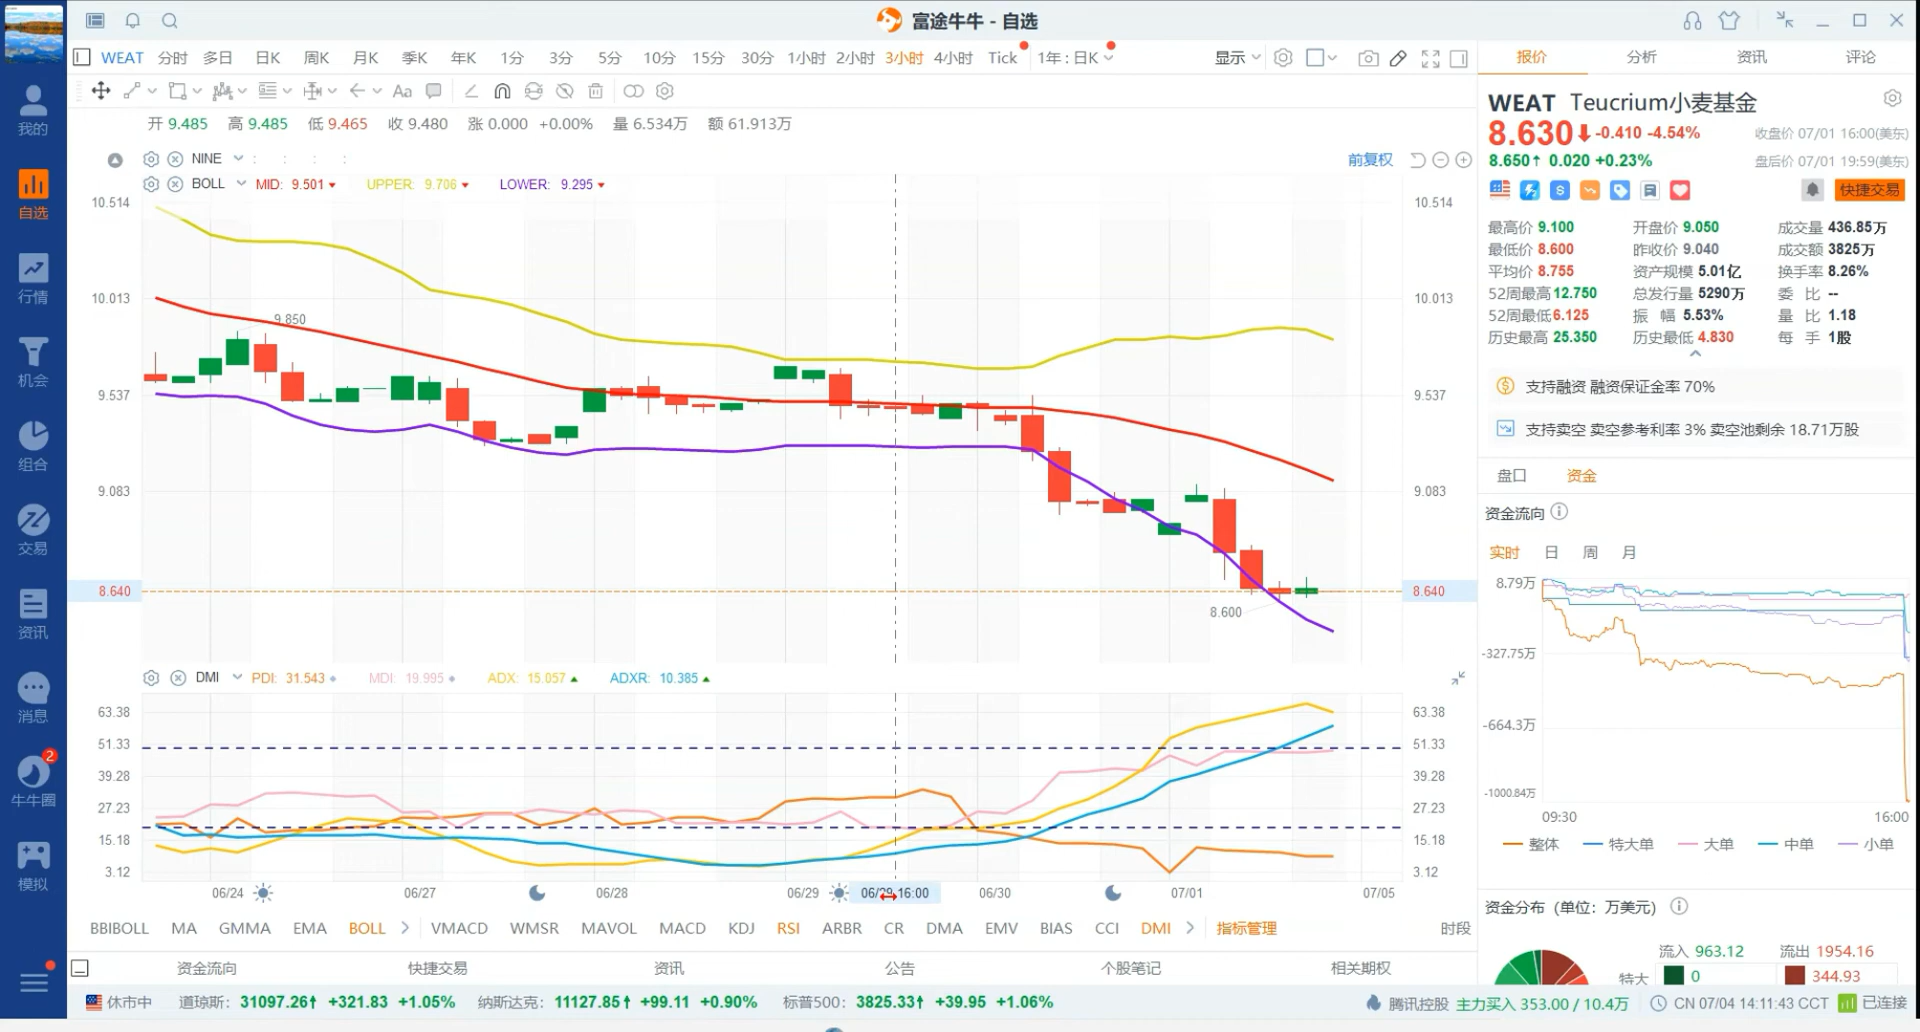 富途牛牛 - 自选
我的
自选
行情
机会
组合
交易
资讯
消息
2
牛牛圈
模拟
WEAT 分时 多日 日K 周K 月K 季K 年K 1分 3分 5分 10分 15分 30分 1小时 2小时 3小时 4小时 Tick 1年：日K 显示
Aa
开 9.485 高 9.485 低 9.465 收 9.480 涨 0.000 +0.00% 量 6.534万 额 61.913万
NINE : : : :
前复权
BOLL MID: 9.501 UPPER: 9.706 LOWER: 9.295
10.514 10.514
10.013 10.013
9.850
9.537 9.537
9.083 9.083
8.640 8.640
8.600
DMI PDI: 31.543 MDI: 19.995 ADX: 15.057 ADXR: 10.385
63.38 63.38
51.33 51.33
39.28 39.28
27.23 27.23
15.18 15.18
3.12 3.12
06/24 06/27 06/28 06/29 06/29 16:00 06/30 07/01 07/05
BBIBOLL MA GMMA EMA BOLL VMACD WMSR MAVOL MACD KDJ RSI ARBR CR DMA EMV BIAS CCI DMI 指标管理 时段
资金流向 快捷交易 资讯 公告 个股笔记 相关期权
报价 分析 资讯 评论
WEAT Teucrium小麦基金
8.630 -0.410 -4.54% 收盘价 07/01 16:00(美东)
8.650↑ 0.020 +0.23% 盘后价 07/01 19:59(美东)
快捷交易
最高价 9.100 开盘价 9.050 成交量 436.85万
最低价 8.600 昨收价 9.040 成交额 3825万
平均价 8.755 资产规模 5.01亿 换手率 8.26%
52周最高 12.750 总发行量 5290万 委 比 --
52周最低 6.125 振 幅 5.53% 量 比 1.18
历史最高 25.350 历史最低 4.830 每 手 1股
支持融资 融资保证金率 70%
支持卖空 卖空参考利率 3% 卖空池剩余 18.71万股
盘口 资金
资金流向
实时 日 周 月
8.79万
-327.75万
-664.3万
-1000.84万
09:30 16:00
整体 特大单 大单 中单 小单
资金分布（单位：万美元）
流入 963.12 流出 1954.16
特大 0 344.93
休市中 道琼斯: 31097.26↑ +321.83 +1.05% 纳斯达克: 11127.85↑ +99.11 +0.90% 标普500: 3825.33↑ +39.95 +1.06% 腾讯控股 主力买入 353.00 / 10.4万 CN 07/04 14:11:43 CCT 已连接